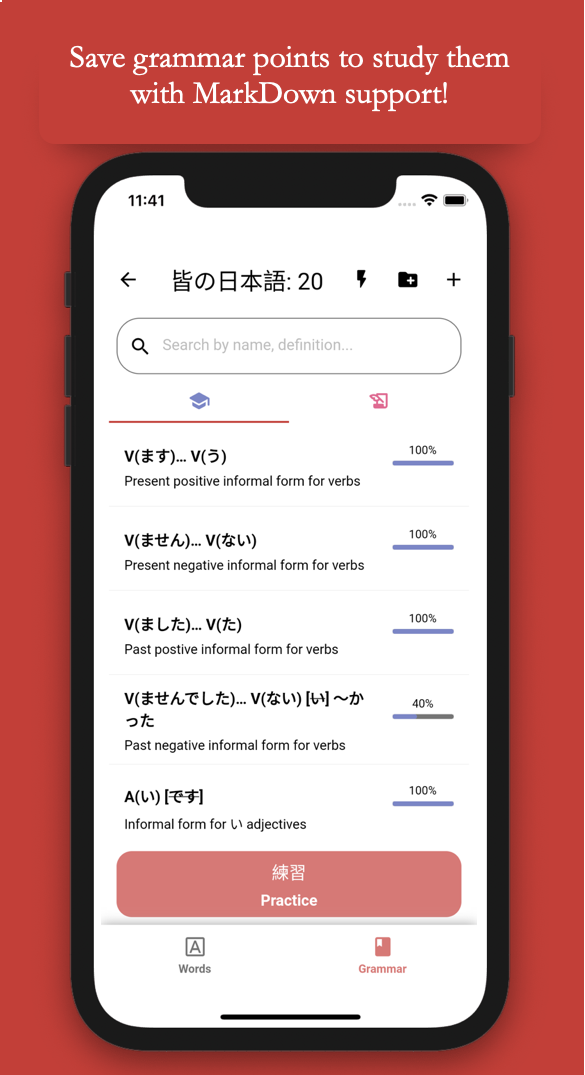 Save grammar points to study them
with MarkDown support!
11:41
皆の日本語: 20
Search by name, definition...
V(ます)... V(う)
100%
Present positive informal form for verbs
V(ません)... V(ない)
100%
Present negative informal form for verbs
V(ました)... V(た)
100%
Past postive informal form for verbs
V(ませんでした)... V(ない) [い] 〜か
った
40%
Past negative informal form for verbs
A(い) [です]
100%
Informal form for い adjectives
練習
Practice
Words
Grammar